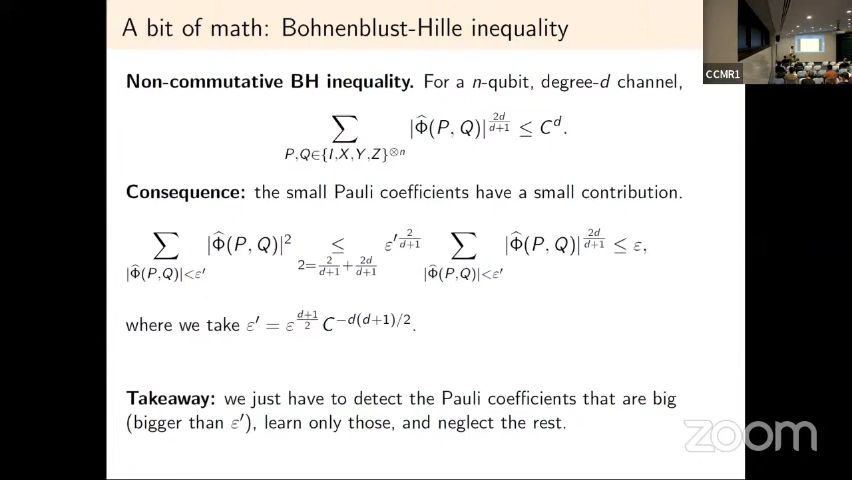 A bit of math: Bohnenblust-Hille inequality
CCMR1
Non-commutative BH inequality. For a n-qubit, degree-d channel,
∑_{P,Q∈{I,X,Y,Z}^{⊗n}} |Φ̂(P, Q)|^{2d/(d+1)} ≤ C^d.
Consequence: the small Pauli coefficients have a small contribution.
∑_{|Φ̂(P,Q)|<ε′} |Φ̂(P, Q)|² ≤_{2=2/(d+1)+2d/(d+1)} ε′^{2/(d+1)} ∑_{|Φ̂(P,Q)|<ε′} |Φ̂(P, Q)|^{2d/(d+1)} ≤ ε,
where we take ε′ = ε^{(d+1)/2} C^{−d(d+1)/2}.
Takeaway: we just have to detect the Pauli coefficients that are big
(bigger than ε′), learn only those, and neglect the rest.
zoom